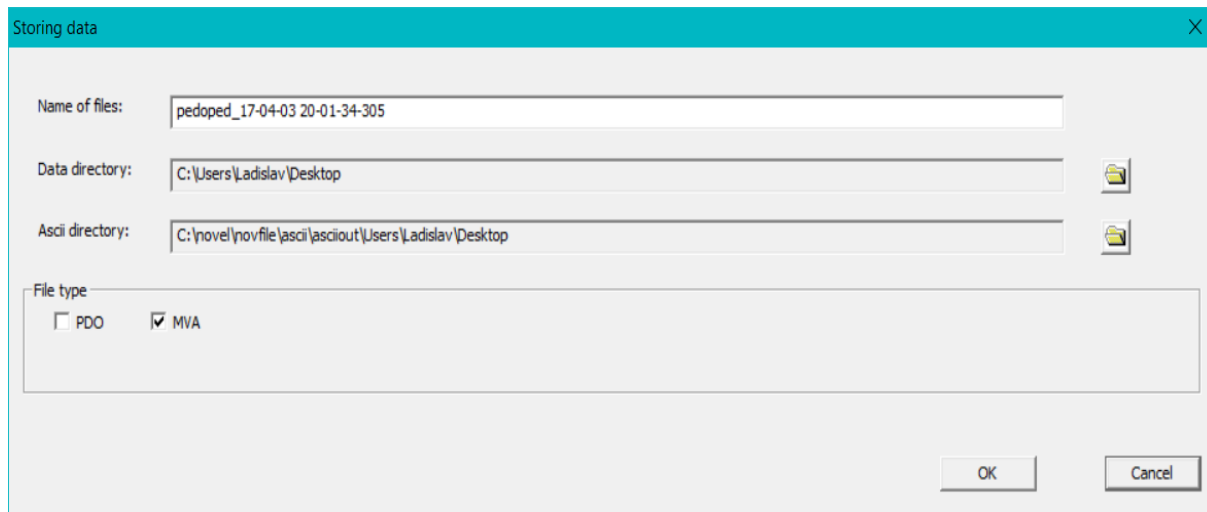 Storing data
Name of files: pedoped_17-04-03 20-01-34-305
Data directory: C:\Users\Ladislav\Desktop
Ascii directory: C:\novel\novfile\ascii\asciiout\Users\Ladislav\Desktop
File type
PDO MVA
OK Cancel